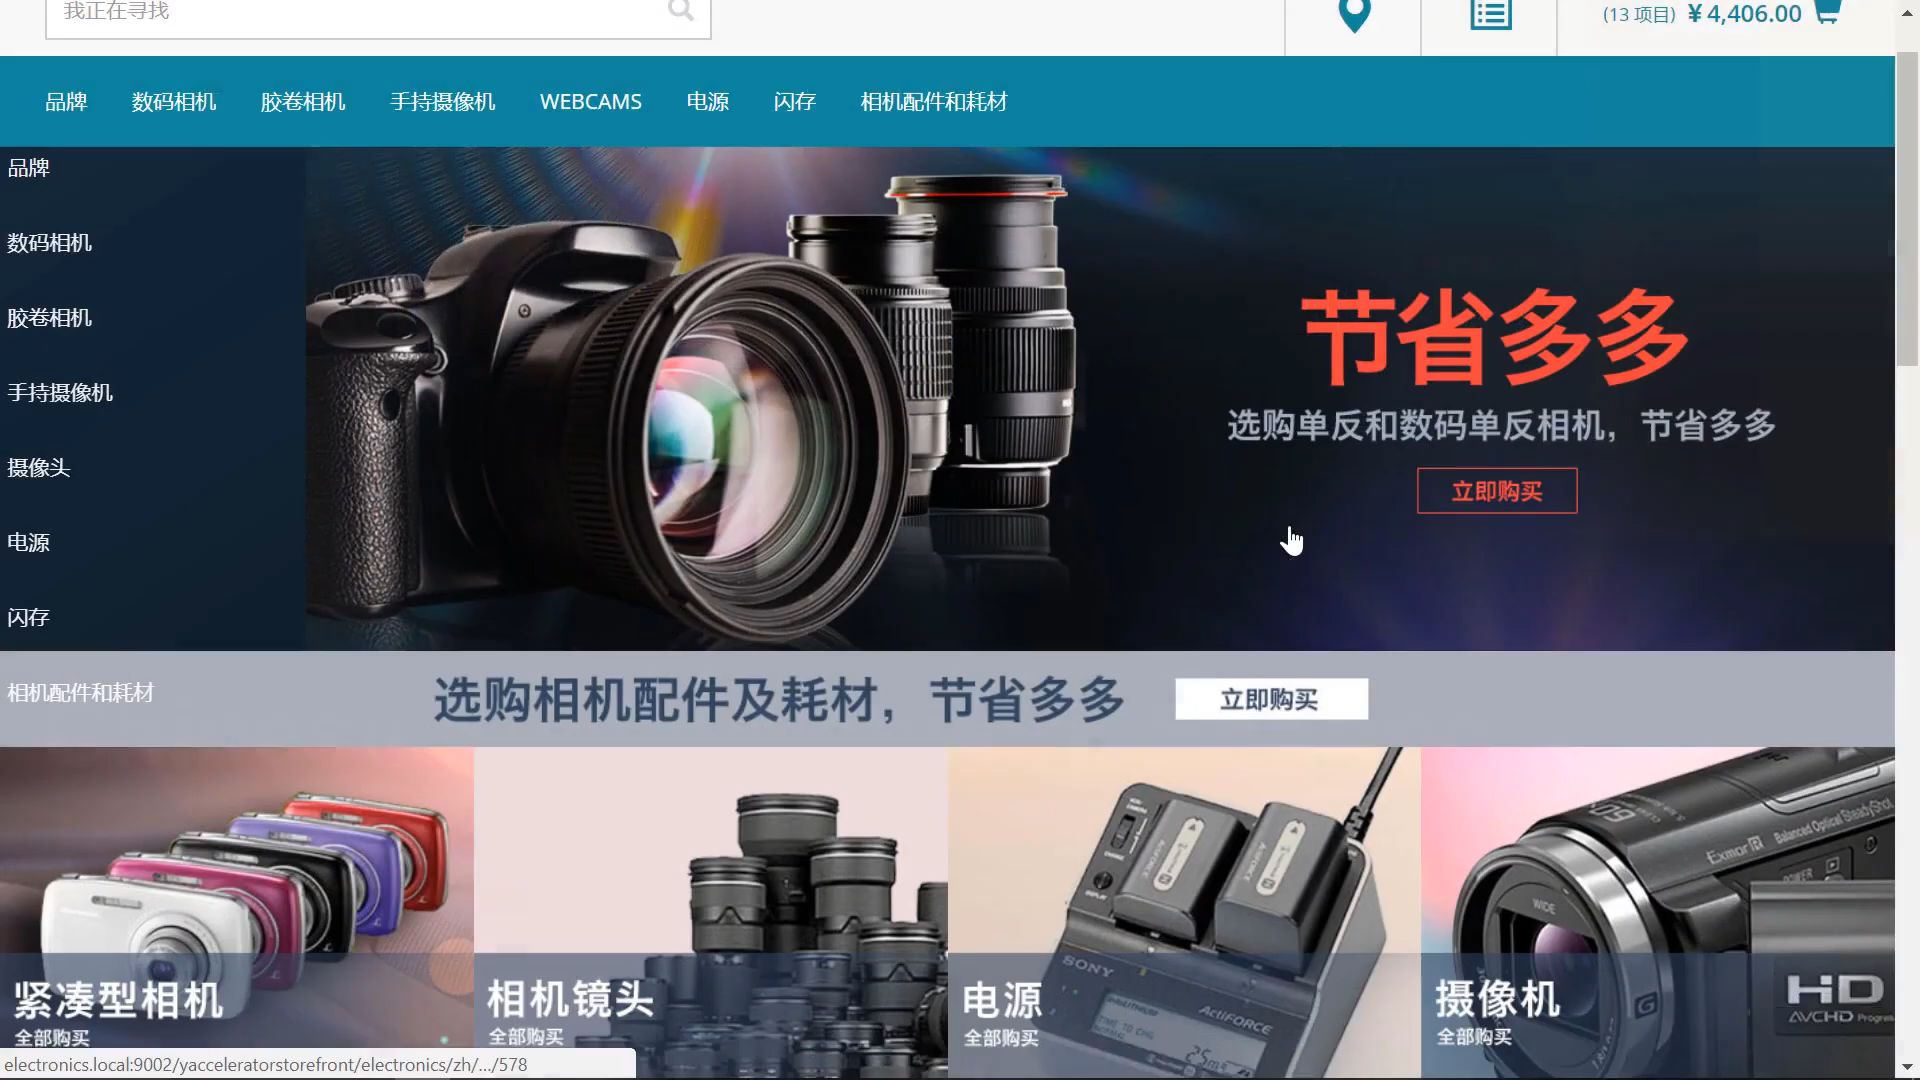 我正在寻找
(13 项目) ¥ 4,406.00
品牌 数码相机 胶卷相机 手持摄像机 WEBCAMS 电源 闪存 相机配件和耗材
品牌
数码相机
胶卷相机
手持摄像机
摄像头
电源
闪存
相机配件和耗材
节省多多
选购单反和数码单反相机，节省多多
立即购买
选购相机配件及耗材，节省多多 立即购买
紧凑型相机
全部购买
相机镜头
全部购买
SONY
ActiFORCE
电源
全部购买
60x
Exmor R
Balanced Optical SteadyShot
POWER
WIDE
HD
AVCHD Progres
摄像机
全部购买
electronics.local:9002/yacceleratorstorefront/electronics/zh/.../578